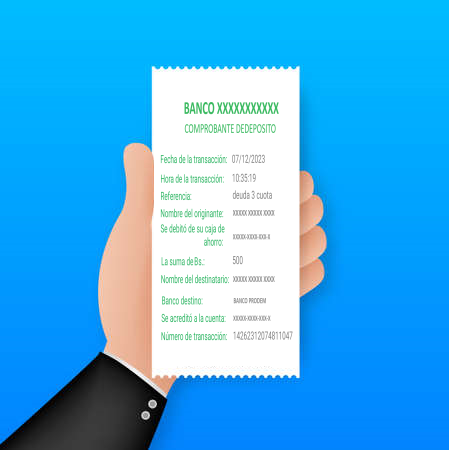 BANCO XXXXXXXXXXX
COMPROBANTE DEDEPOSITO
Fecha de la transacción: 07/12/2023
Hora de la transacción: 10:35:19
Referencia: deuda 3 cuota
Nombre del originante: XXXXX XXXXX XXXX
Se debitó de su caja de
ahorro: XXXXX-XXXX-XXX-X
La suma de Bs.: 500
Nombre del destinatario: XXXXX XXXXX XXXX
Banco destino: BANCO PRODEM
Se acreditó a la cuenta: XXXXX-XXXX-XXX-X
Número de transacción: 14262312074811047